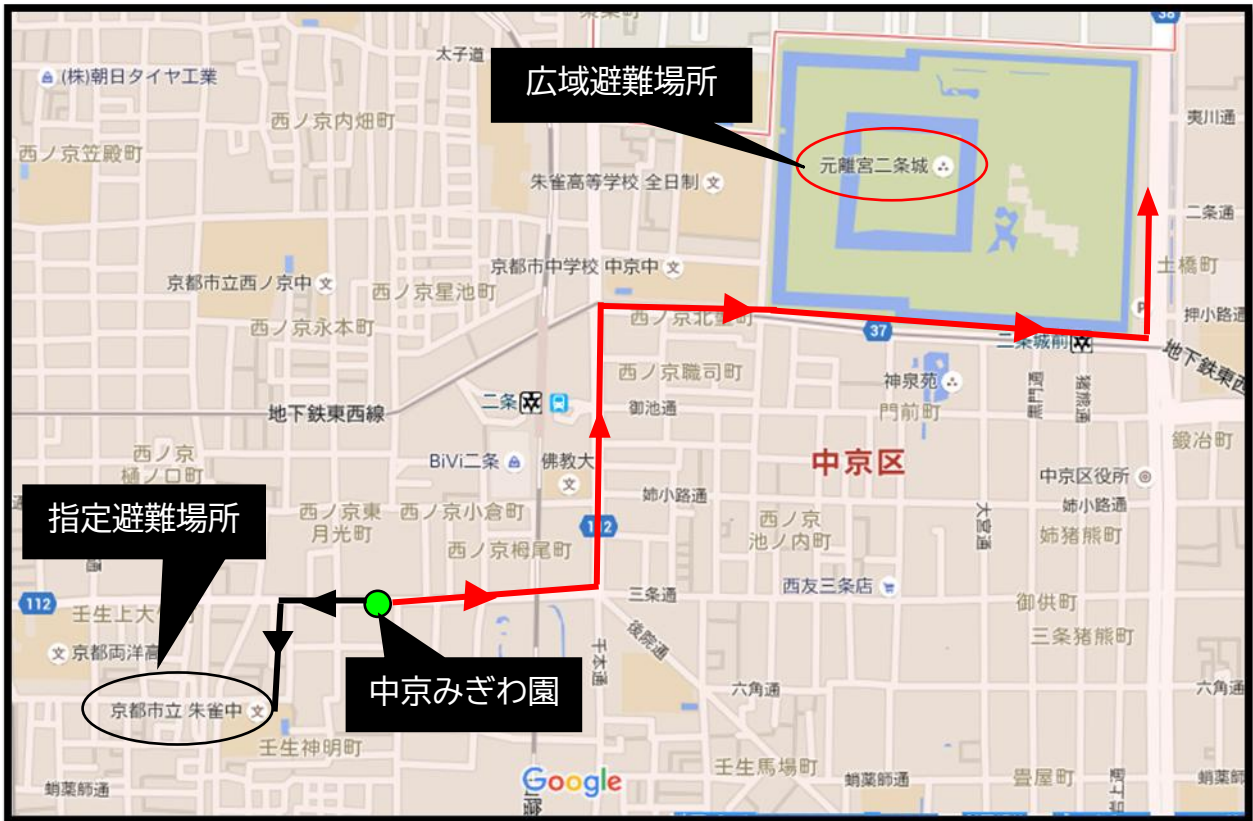 38
太子道
(株)朝日タイヤ工業
広域避難場所
夷川通
西ノ京内畑町
西ノ京笠殿町
元離宮二条城
朱雀高等学校 全日制
文
二条通
京都市中学校 中京中
文
土橋町
京都市立西ノ京中
文
西ノ京星池町
P
押小路通
西ノ京永本町
37
二条城前
地下鉄東西
西ノ京職司町
神泉苑
黒門通
猪熊通
二条
御池通
門前町
地下鉄東西線
鍛冶町
西ノ京
樋ノ口町
BiVi二条
佛教大
文
中京区
中京区役所
姉小路通
姉小路通
指定避難場所
西ノ京東
月光町
西ノ京小倉町
西ノ京
池ノ内町
大宮通
姉猪熊町
西ノ京栂尾町
112
西友三条店
112
三条通
御供町
壬生上大
後院通
三条猪熊町
文
京都両洋高
千本通
中京みぎわ園
六角通
六角通
京都市立 朱雀中
文
壬生神明町
壬生馬場町
Google
蛸薬師通
蛸薬師通
畳屋町
蛸薬師